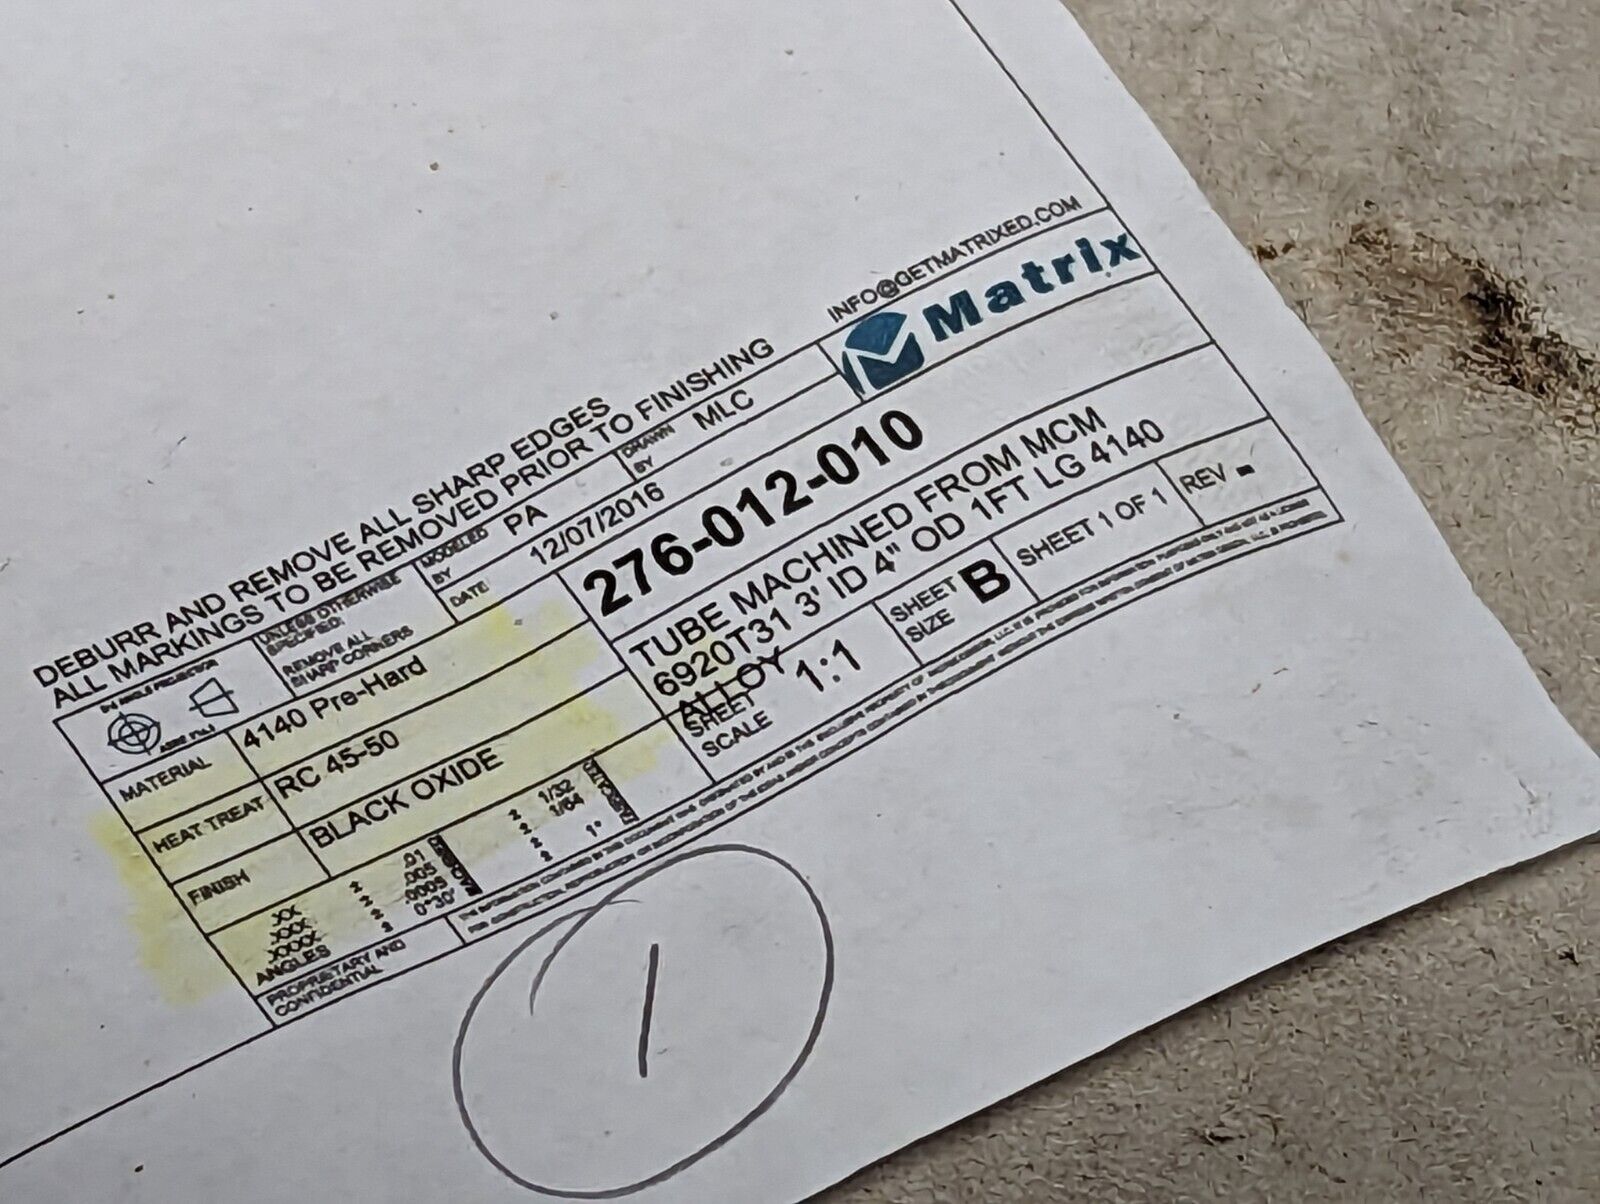 INFO@GETMATRIXED.COM
Matrix
DEBURR AND REMOVE ALL SHARP EDGES
ALL MARKINGS TO BE REMOVED PRIOR TO FINISHING
UNLESS OTHERWISE
SPECIFIED:
REMOVE ALL
SHARP CORNERS
MODELED
BY
PA
DRAWN
BY
MLC
DATE
12/07/2016
276-012-010
TUBE MACHINED FROM MCM
6920T31 3' ID 4" OD 1FT LG 4140
ALLOY
MATERIAL
4140 Pre-Hard
HEAT TREAT
RC 45-50
FINISH
BLACK OXIDE
SHEET
SCALE
1:1
SHEET
SIZE
B
SHEET 1 OF 1
REV -
.XX ± .01
.XXX ± .005
.XXXX ± .0005
ANGLES ± 0°30'
± 1/32
± 1/64
± 1°
PROPRIETARY AND
CONFIDENTIAL
1